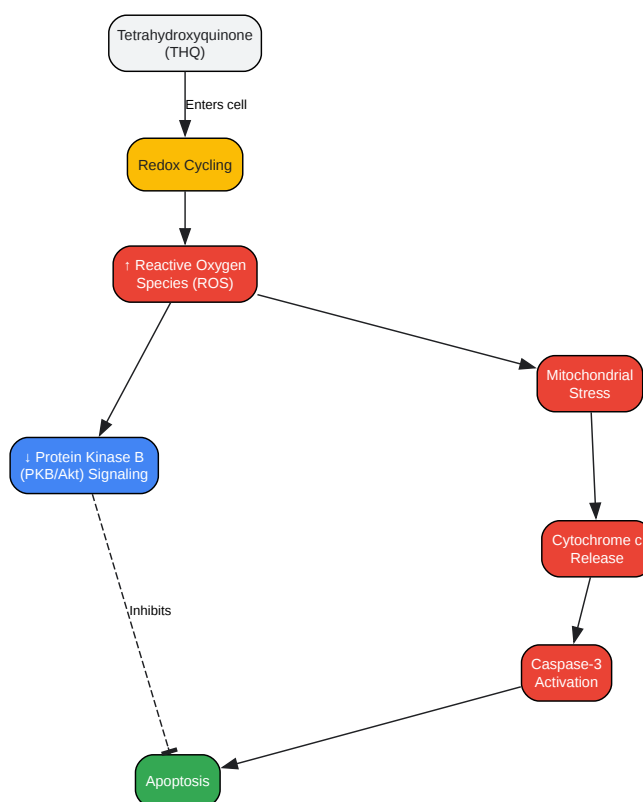 Tetrahydroxyquinone
(THQ)
Enters cell
Redox Cycling
↑ Reactive Oxygen
Species (ROS)
Mitochondrial
Stress
↓ Protein Kinase B
(PKB/Akt) Signaling
Cytochrome c
Release
Inhibits
Caspase-3
Activation
Apoptosis